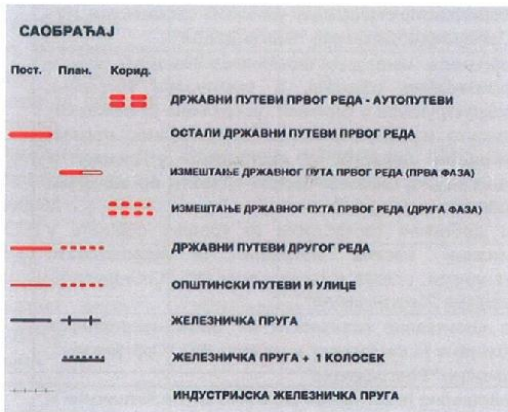 САОБРАЋАЈ
Пост. План. Корид.
ДРЖАВНИ ПУТЕВИ ПРВОГ РЕДА - АУТОПУТЕВИ
ОСТАЛИ ДРЖАВНИ ПУТЕВИ ПРВОГ РЕДА
ИЗМЕШТАЊЕ ДРЖАВНОГ ПУТА ПРВОГ РЕДА (ПРВА ФАЗА)
ИЗМЕШТАЊЕ ДРЖАВНОГ ПУТА ПРВОГ РЕДА (ДРУГА ФАЗА)
ДРЖАВНИ ПУТЕВИ ДРУГОГ РЕДА
ОПШТИНСКИ ПУТЕВИ И УЛИЦЕ
ЖЕЛЕЗНИЧКА ПРУГА
ЖЕЛЕЗНИЧКА ПРУГА + 1 КОЛОСЕК
ИНДУСТРИЈСКА ЖЕЛЕЗНИЧКА ПРУГА